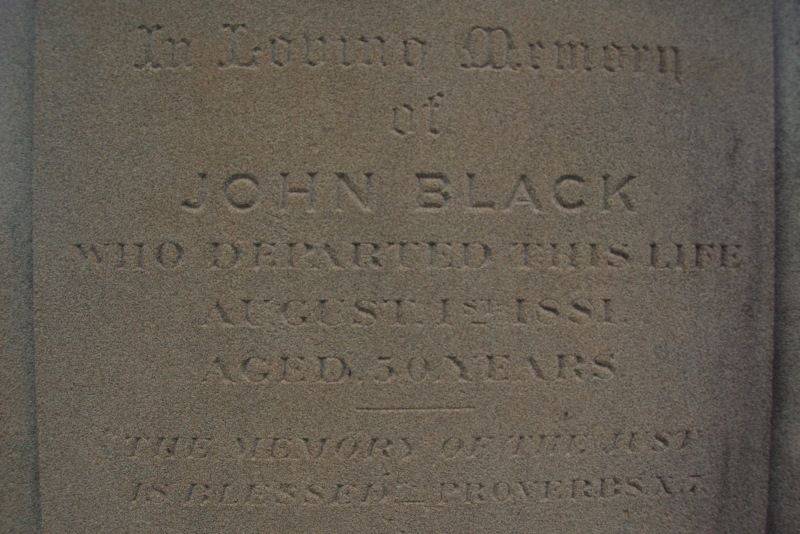 In Loving Memory
of
JOHN BLACK
WHO DEPARTED THIS LIFE
AUGUST 1ST 1881.
AGED 50 YEARS
"THE MEMORY OF THE JUST
IS BLESSED" — PROVERBS X.7.